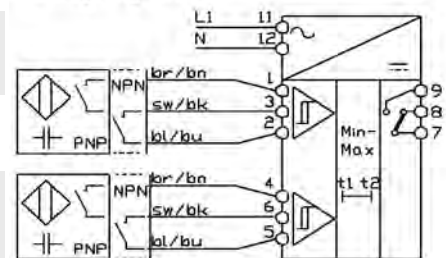 L1 11
N 12
NPN br/bn 1
sw/bk 3
PNP bl/bu 2
9
8
7
Min-
Max
t1 t2
NPN br/bn 4
sw/bk 6
PNP bl/bu 5